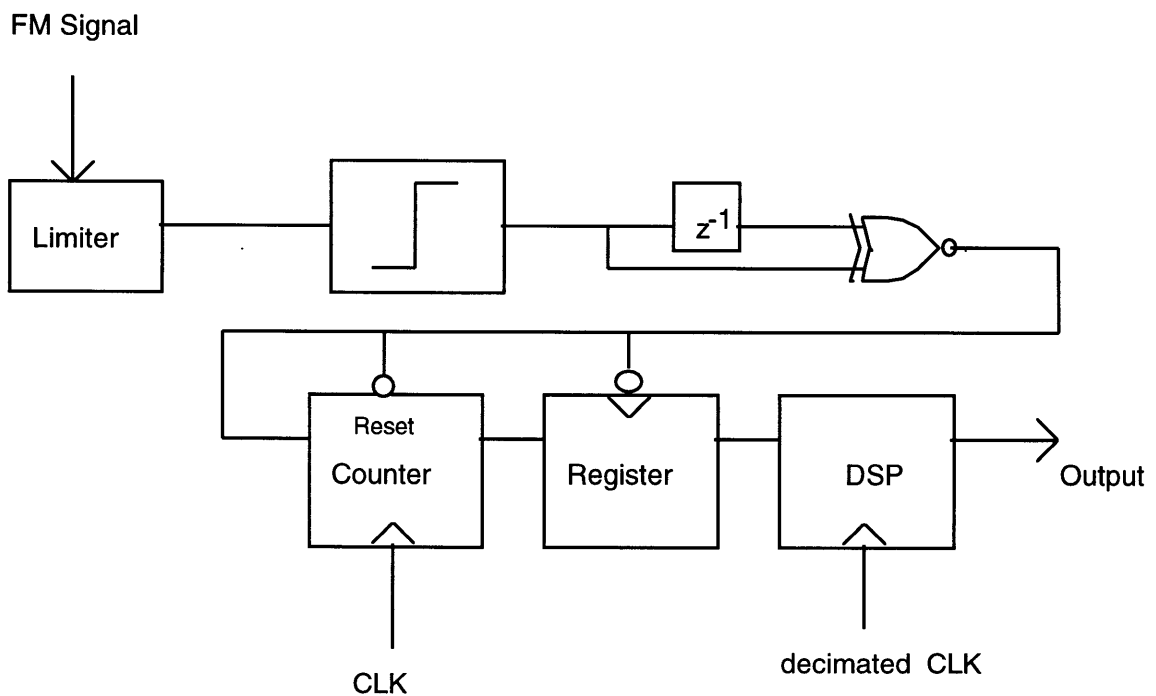 FM Signal
Limiter
z-1
Reset
Counter
Register
DSP
Output
CLK
decimated CLK